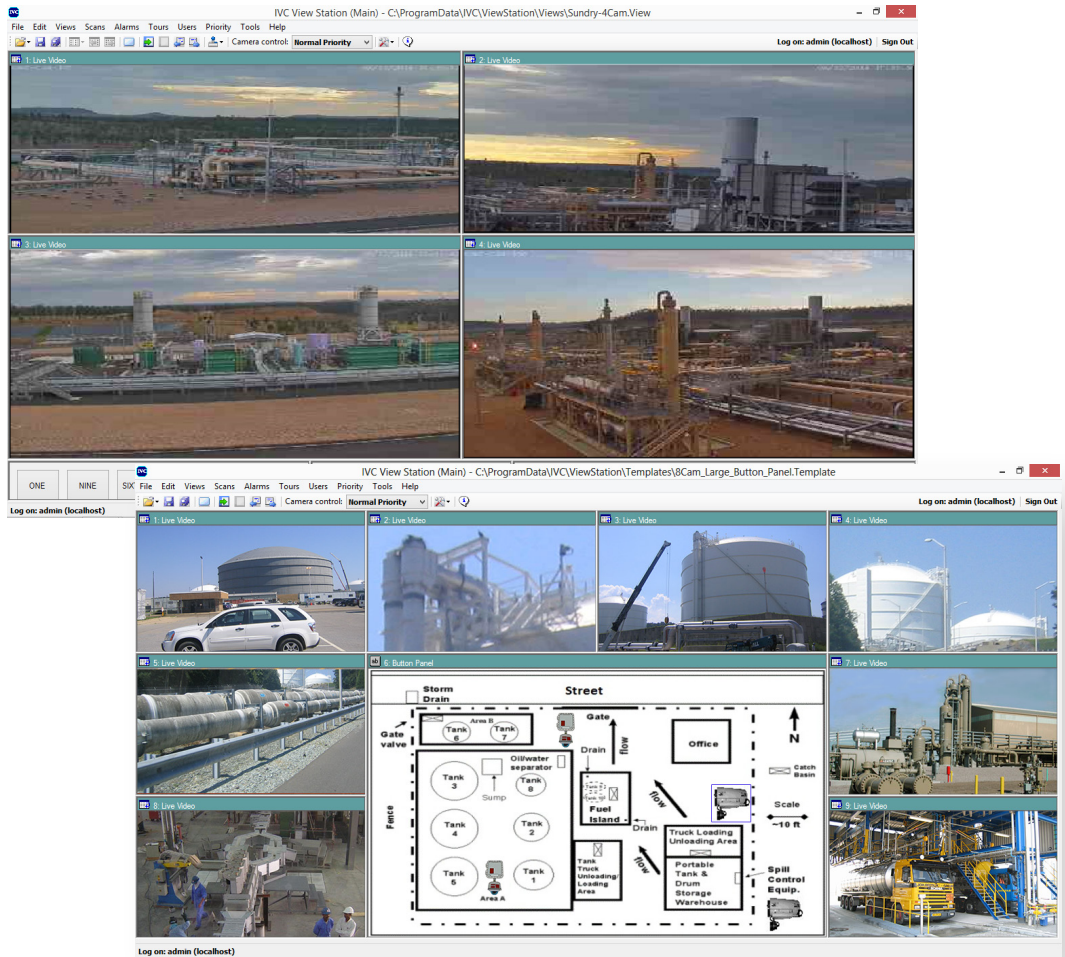 IVC View Station (Main) - C:\ProgramData\IVC\ViewStation\Views\Sundry-4Cam.View
File Edit Views Scans Alarms Tours Users Priority Tools Help
Camera control: Normal Priority
Log on: admin (localhost) Sign Out
1: Live Video
2: Live Video
3: Live Video
4: Live Video
ONE
NINE
SIX
Log on: admin (localhost)
IVC
IVC View Station (Main) - C:\ProgramData\IVC\ViewStation\Templates\8Cam_Large_Button_Panel.Template
File Edit Views Scans Alarms Tours Users Priority Tools Help
Camera control: Normal Priority
Log on: admin (localhost) Sign Out
1: Live Video
2: Live Video
3: Live Video
4: Live Video
5: Live Video
ab 6: Button Panel
7: Live Video
8: Live Video
9: Live Video
Storm
Drain
Street
Gate
valve
Area B
Tank
6
Tank
7
Gate
flow
Office
N
Drain
Oil/water
separator
Tank
3
Sump
Tank
8
Catch
Basin
Fuel
Island
flow
Scale
~10 ft
Fence
Tank
4
Tank
2
Drain
Truck Loading
Unloading Area
flow
Tank
5
Area A
Tank
1
Tank
Truck
Unloading/
Loading
Area
Portable
Tank &
Drum
Storage
Warehouse
Spill
Control
Equip.
Log on: admin (localhost)